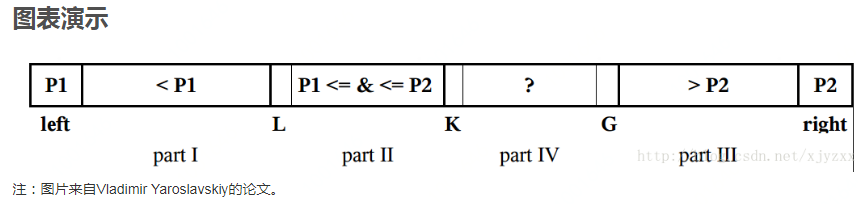 图表演示
P1 < P1 P1 <= & <= P2 ? > P2 P2
left L K G right
part I part II part IV part III
注：图片来自Vladimir Yaroslavskiy的论文。